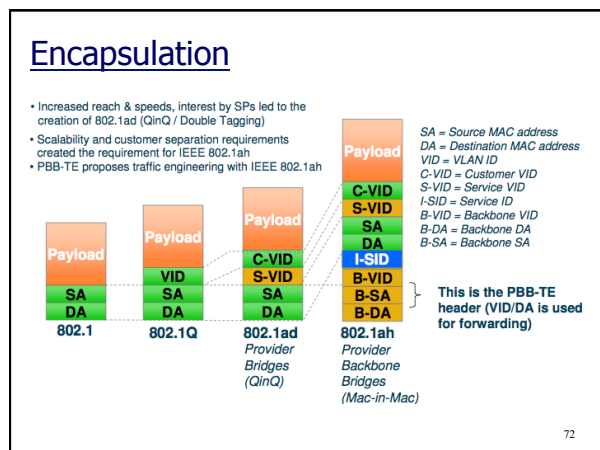 Encapsulation
• Increased reach & speeds, interest by SPs led to the
creation of 802.1ad (QinQ / Double Tagging)
• Scalability and customer separation requirements
created the requirement for IEEE 802.1ah
• PBB-TE proposes traffic engineering with IEEE 802.1ah
SA = Source MAC address
DA = Destination MAC address
VID = VLAN ID
C-VID = Customer VID
S-VID = Service VID
I-SID = Service ID
B-VID = Backbone VID
B-DA = Backbone DA
B-SA = Backbone SA
Payload
SA
DA
802.1
Payload
VID
SA
DA
802.1Q
Payload
C-VID
S-VID
SA
DA
802.1ad
Provider
Bridges
(QinQ)
Payload
C-VID
S-VID
SA
DA
I-SID
B-VID
B-SA
B-DA
802.1ah
Provider
Backbone
Bridges
(Mac-in-Mac)
This is the PBB-TE
header (VID/DA is used
for forwarding)
72